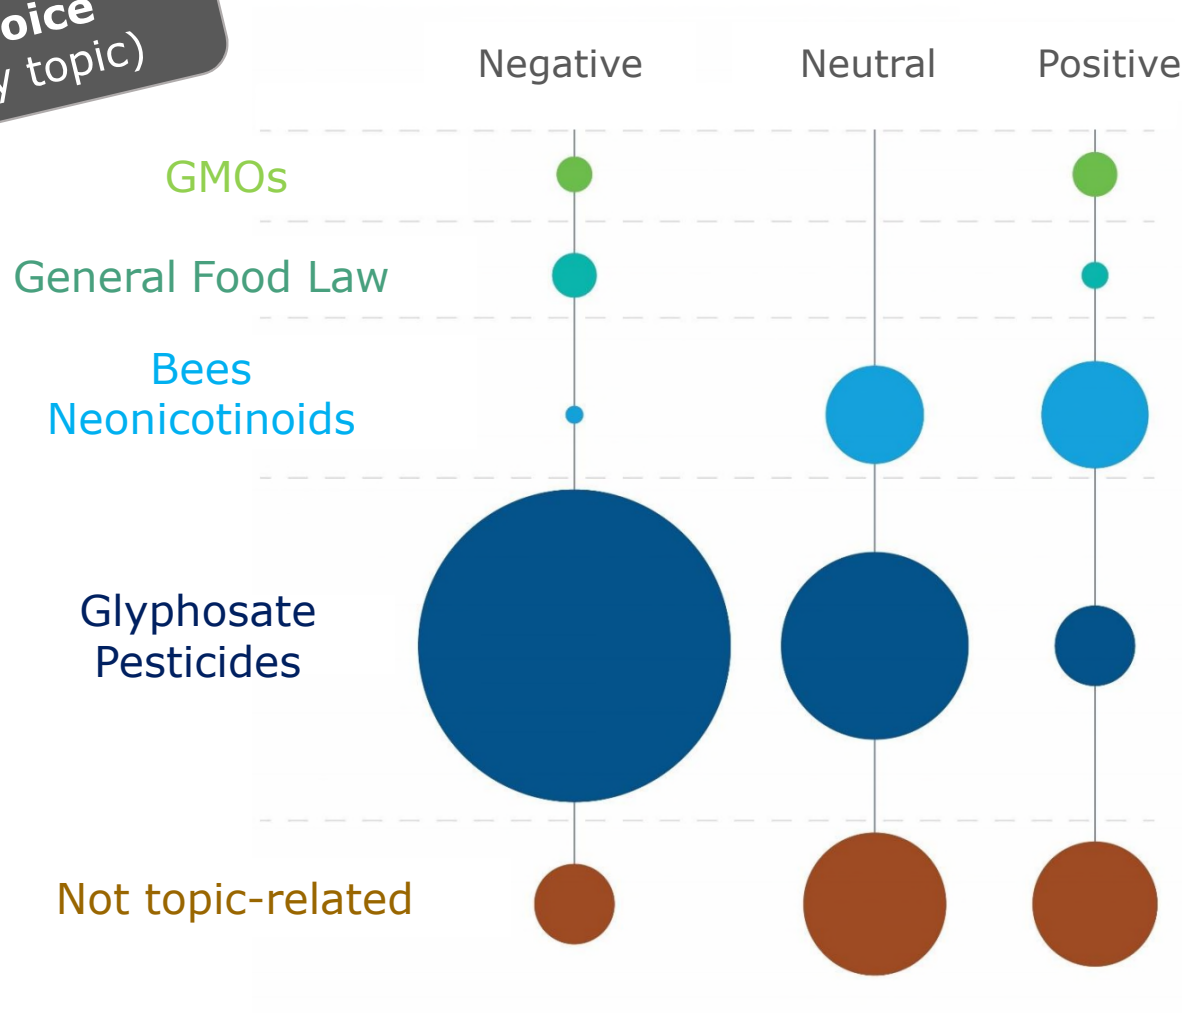 oice
y topic)
Negative Neutral Positive
GMOs
General Food Law
Bees
Neonicotinoids
Glyphosate
Pesticides
Not topic-related